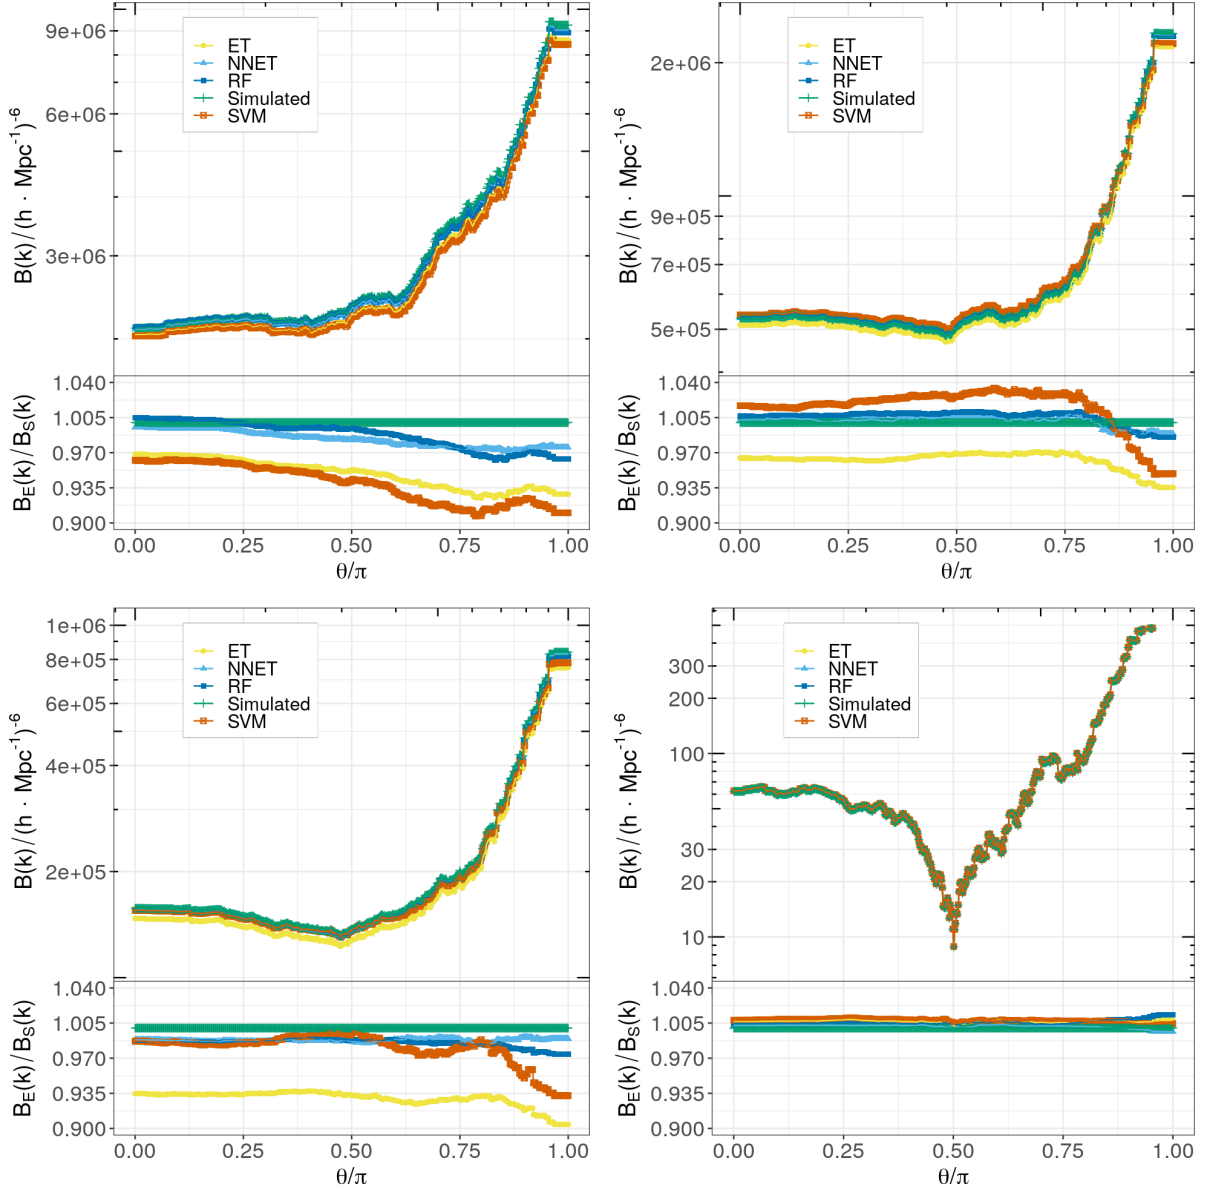 9e+06
6e+06
3e+06
B(k)/(h · Mpc⁻¹)⁻⁶
ET
NNET
RF
Simulated
SVM
1.040
1.005
0.970
0.935
0.900
B_E(k)/B_S(k)
0.00 0.25 0.50 0.75 1.00
θ/π
2e+06
9e+05
7e+05
5e+05
B(k)/(h · Mpc⁻¹)⁻⁶
ET
NNET
RF
Simulated
SVM
1.040
1.005
0.970
0.935
0.900
B_E(k)/B_S(k)
0.00 0.25 0.50 0.75 1.00
θ/π
1e+06
8e+05
6e+05
4e+05
2e+05
B(k)/(h · Mpc⁻¹)⁻⁶
ET
NNET
RF
Simulated
SVM
1.040
1.005
0.970
0.935
0.900
B_E(k)/B_S(k)
0.00 0.25 0.50 0.75 1.00
θ/π
300
200
100
30
20
10
B(k)/(h · Mpc⁻¹)⁻⁶
ET
NNET
RF
Simulated
SVM
1.040
1.005
0.970
0.935
0.900
B_E(k)/B_S(k)
0.00 0.25 0.50 0.75 1.00
θ/π